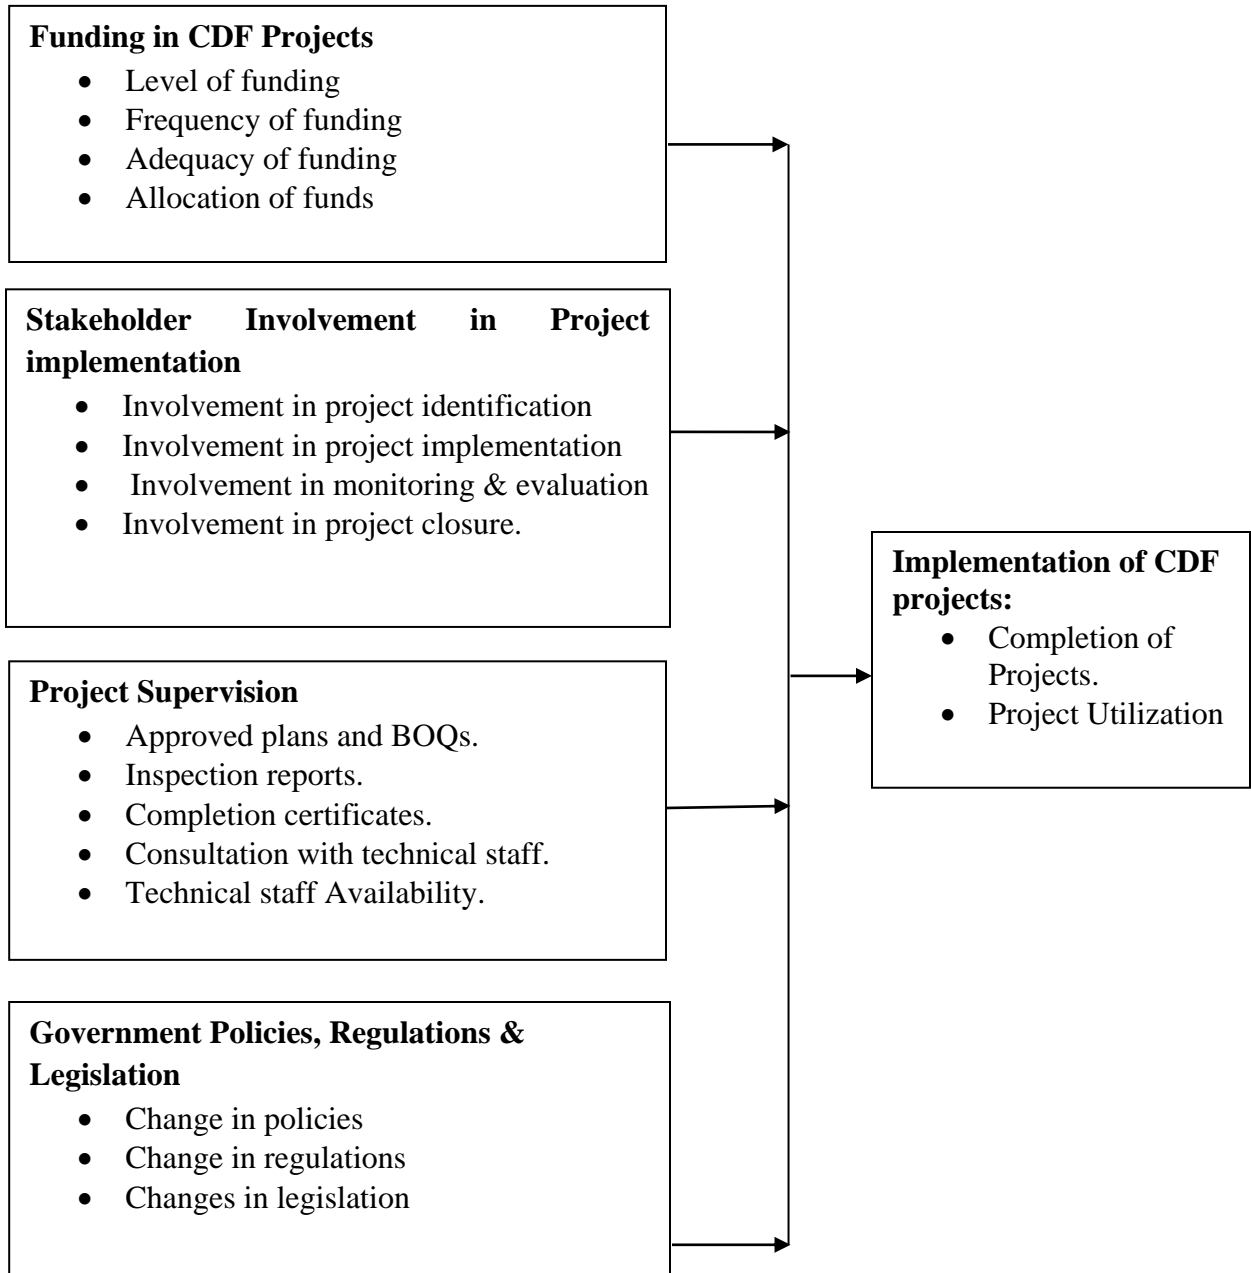 Funding in CDF Projects
• Level of funding
• Frequency of funding
• Adequacy of funding
• Allocation of funds
Stakeholder Involvement in Project
implementation
• Involvement in project identification
• Involvement in project implementation
• Involvement in monitoring & evaluation
• Involvement in project closure.
Project Supervision
• Approved plans and BOQs.
• Inspection reports.
• Completion certificates.
• Consultation with technical staff.
• Technical staff Availability.
Government Policies, Regulations &
Legislation
• Change in policies
• Change in regulations
• Changes in legislation
Implementation of CDF
projects:
• Completion of
Projects.
• Project Utilization